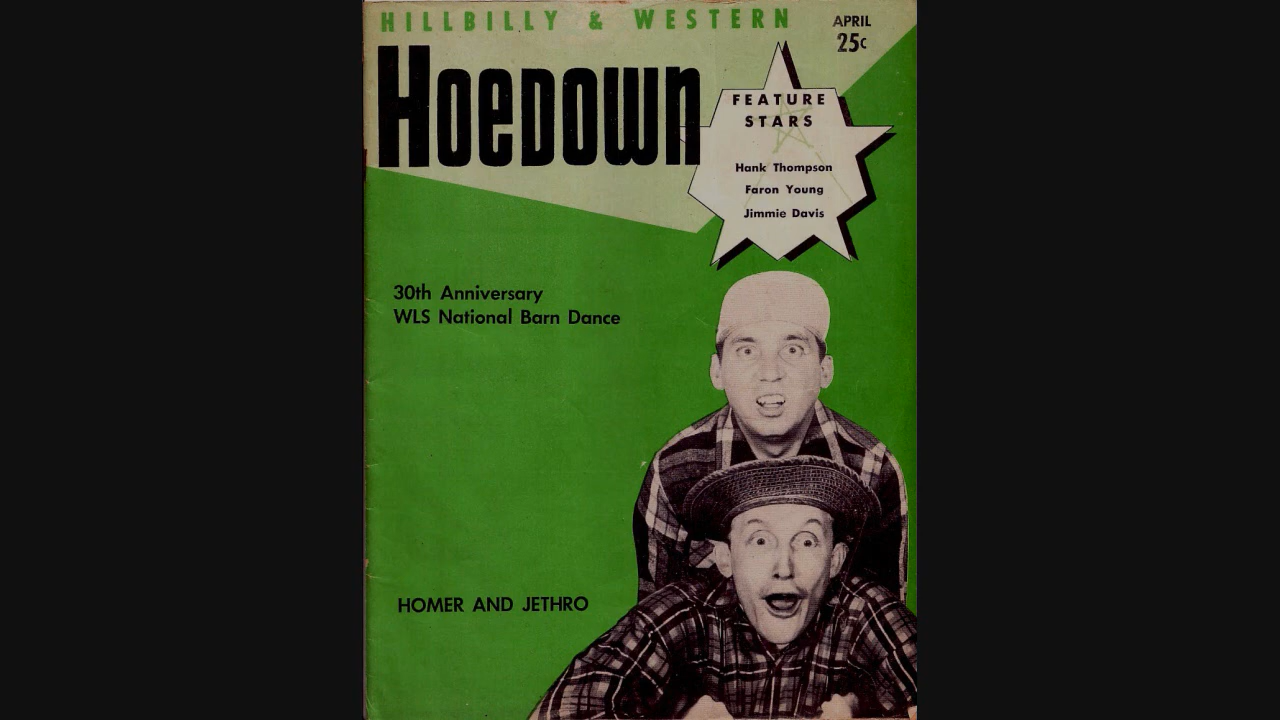 HILLBILLY & WESTERN
APRIL
25c
HOEDOWN
FEATURE
STARS
Hank Thompson
Faron Young
Jimmie Davis
30th Anniversary
WLS National Barn Dance
HOMER AND JETHRO